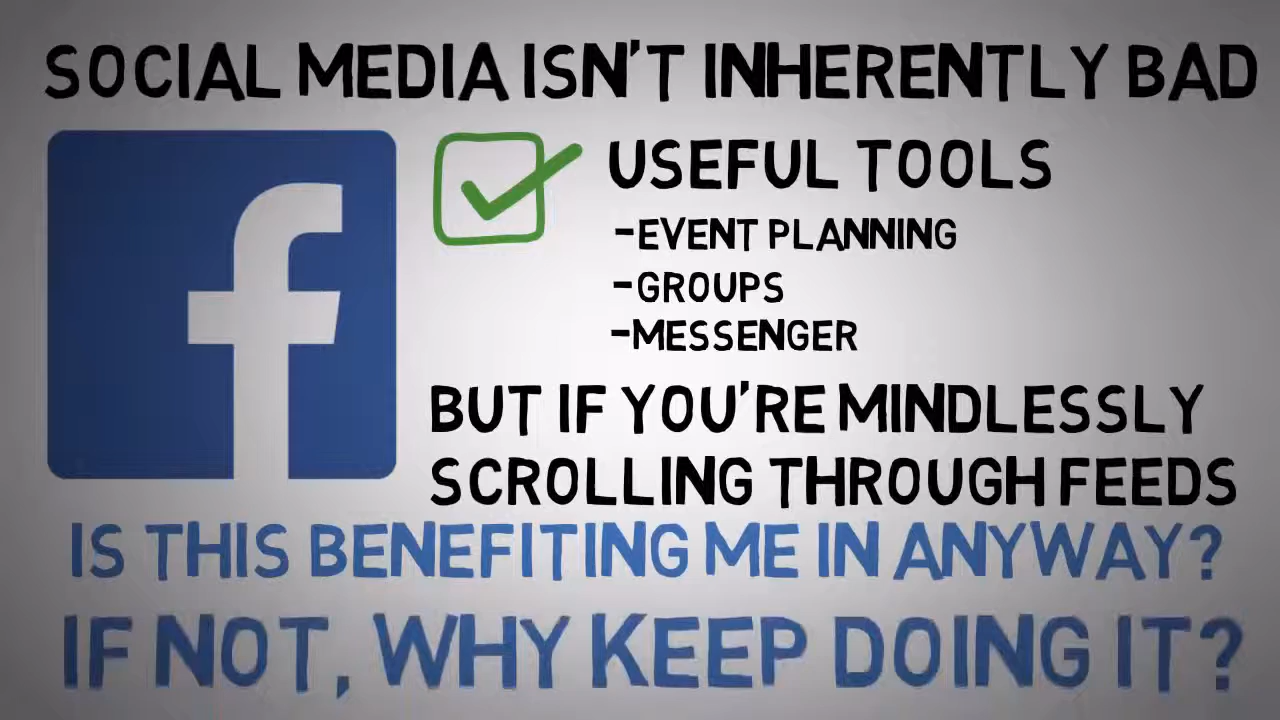 SOCIAL MEDIA ISN'T INHERENTLY BAD
USEFUL TOOLS
-EVENT PLANNING
-GROUPS
-MESSENGER
BUT IF YOU'RE MINDLESSLY
SCROLLING THROUGH FEEDS
IS THIS BENEFITING ME IN ANYWAY?
IF NOT, WHY KEEP DOING IT?